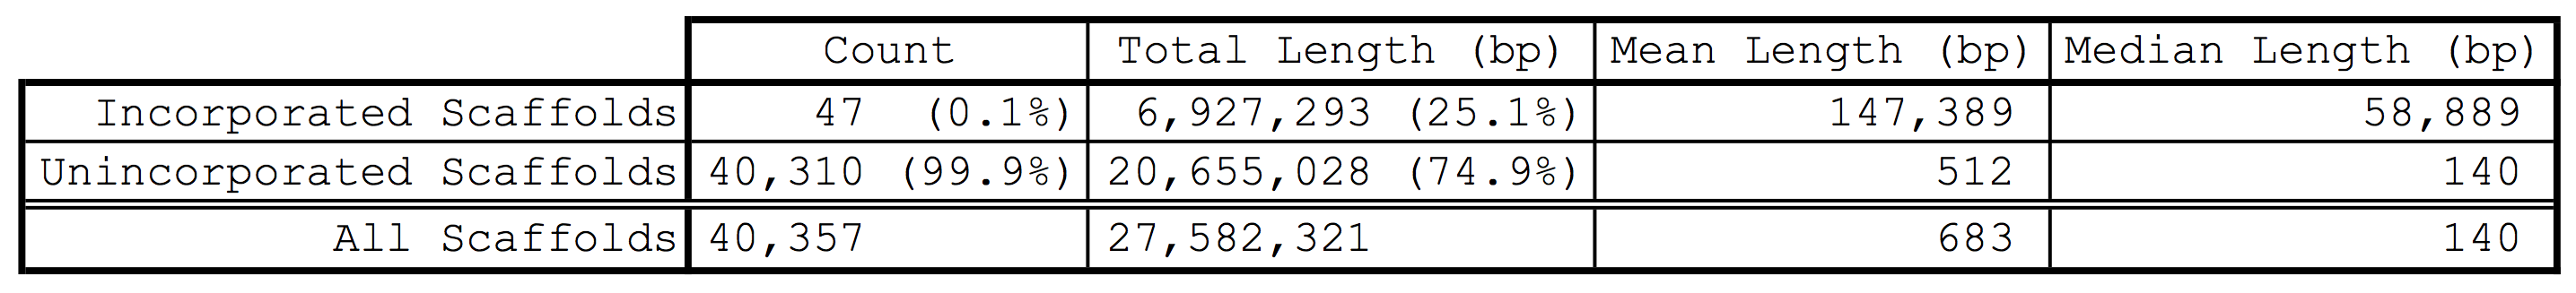 Count Total Length (bp) Mean Length (bp) Median Length (bp)
Incorporated Scaffolds 47 (0.1%) 6,927,293 (25.1%) 147,389 58,889
Unincorporated Scaffolds 40,310 (99.9%) 20,655,028 (74.9%) 512 140
All Scaffolds 40,357 27,582,321 683 140